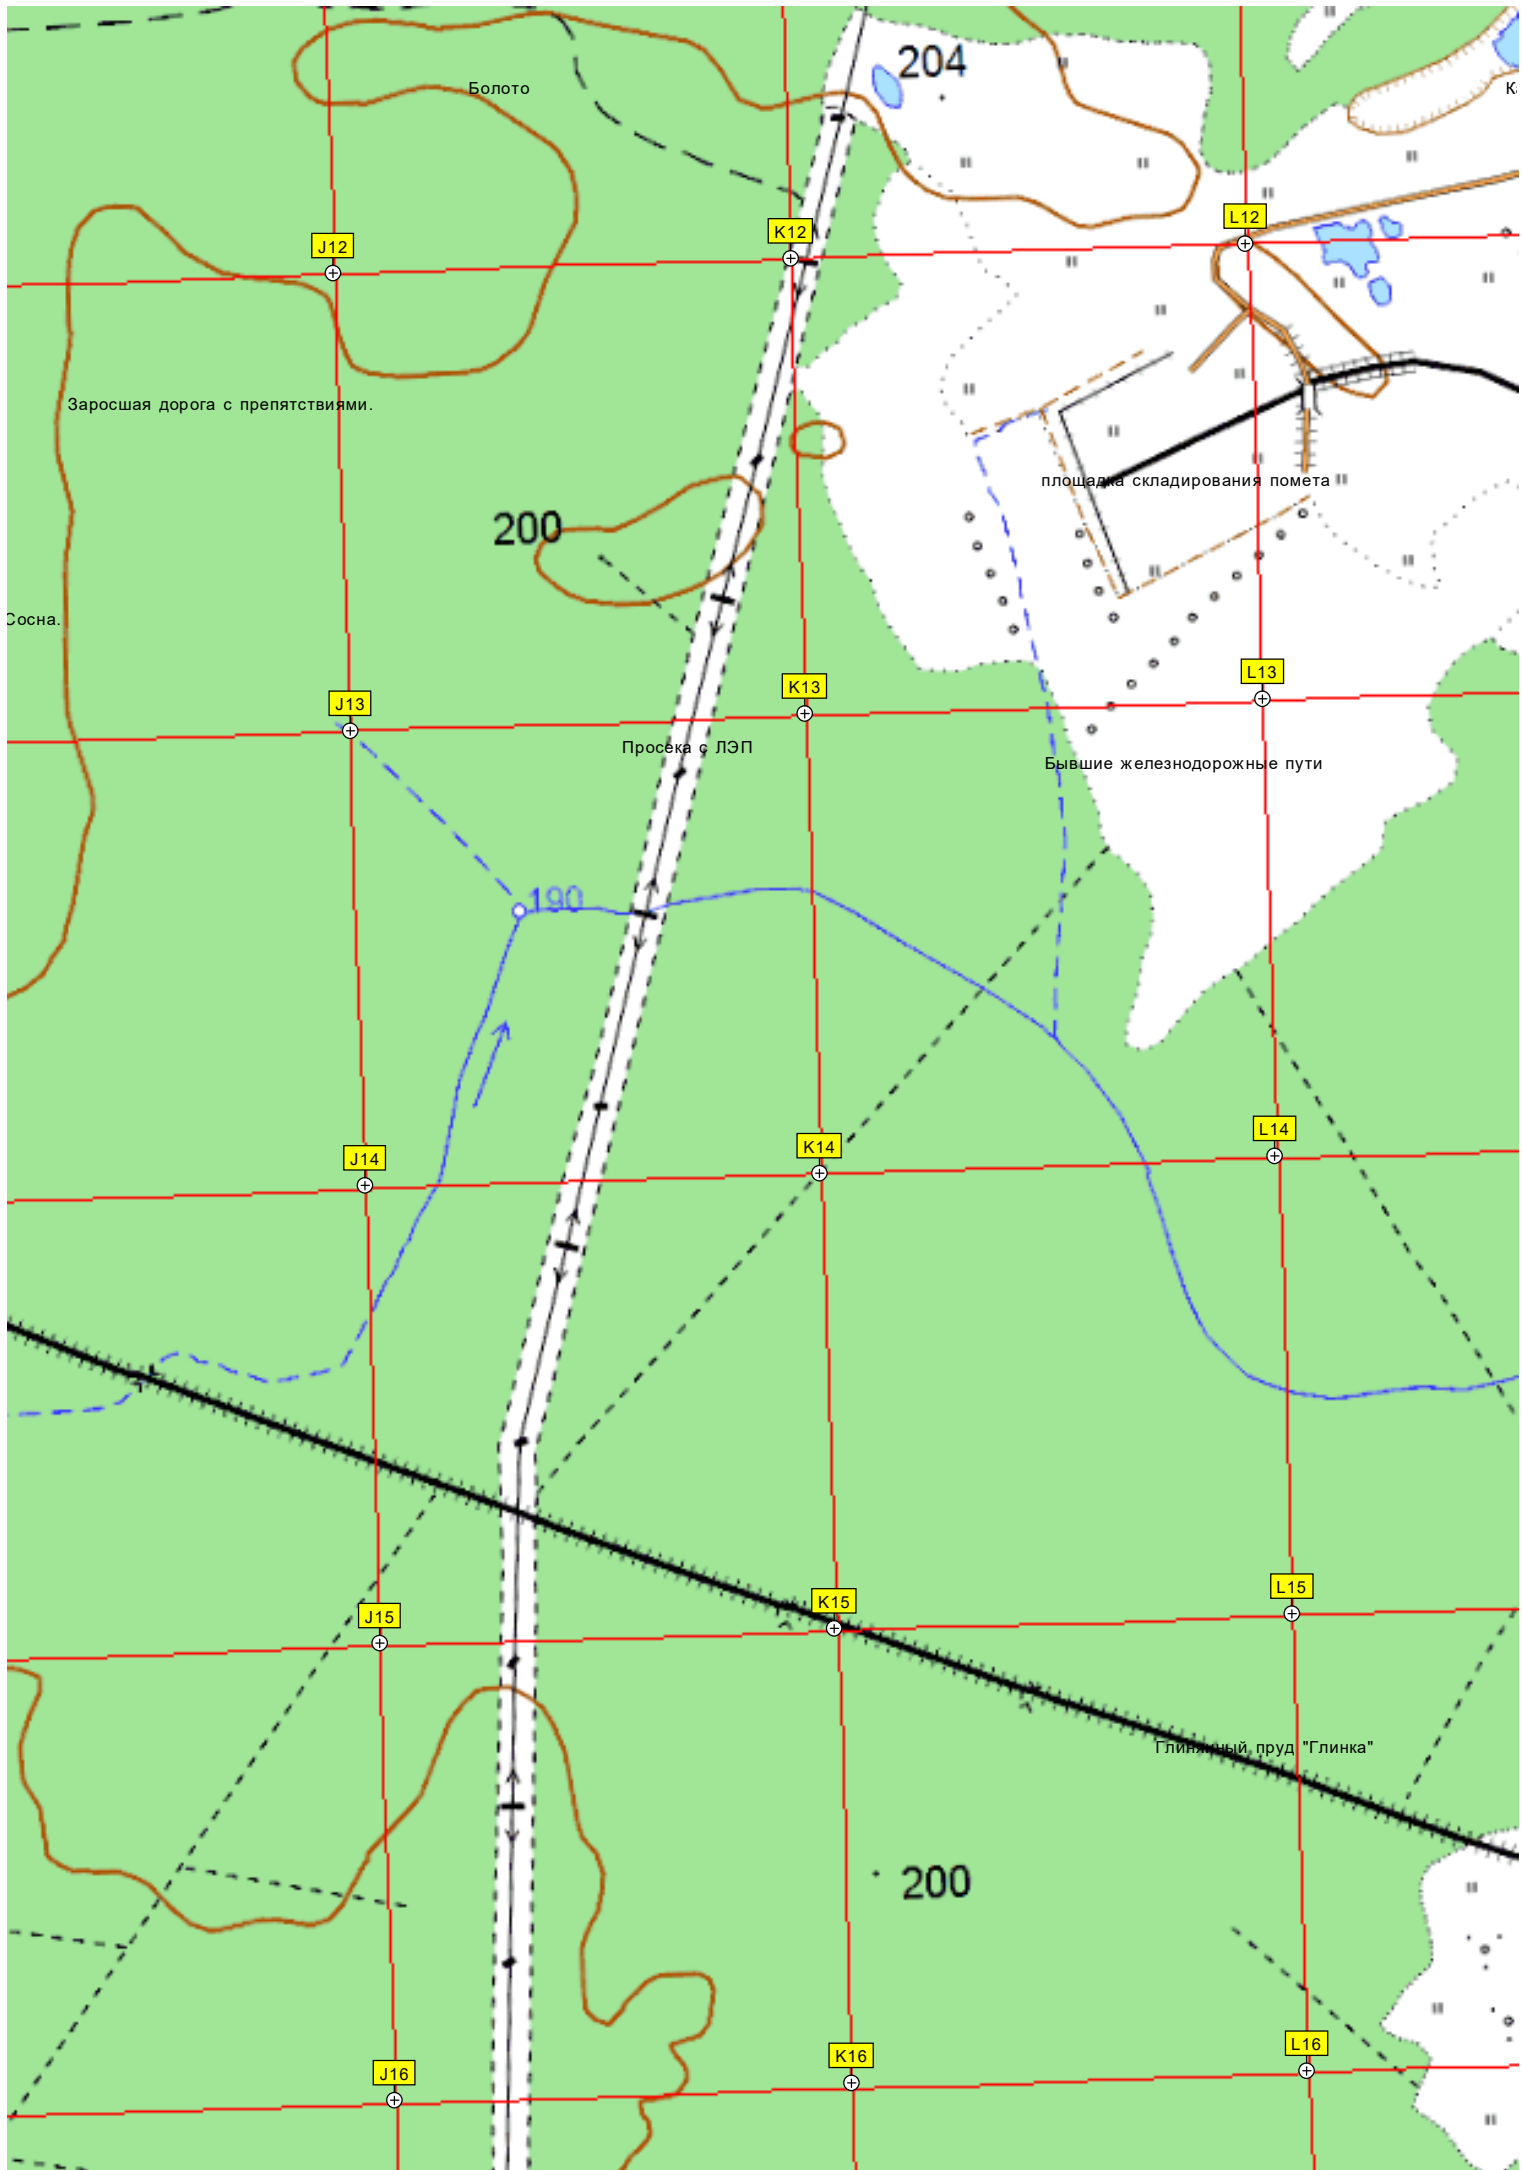 204
Болото
К
L12
K12
J12
Заросшая дорога с препятствиями.
площадка складирования помета
200
Сосна.
L13
K13
J13
Просека с ЛЭП
Бывшие железнодорожные пути
190
L14
K14
J14
L15
K15
J15
Глинянный пруд "Глинка"
200
L16
K16
J16